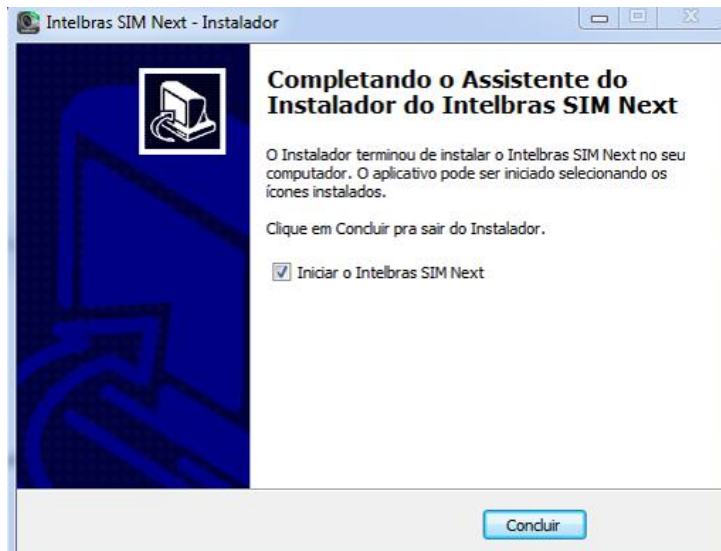 Intelbras SIM Next - Instalador
Completando o Assistente do
Instalador do Intelbras SIM Next
O Instalador terminou de instalar o Intelbras SIM Next no seu
computador. O aplicativo pode ser iniciado selecionando os
ícones instalados.
Clique em Concluir pra sair do Instalador.
Iniciar o Intelbras SIM Next
Concluir